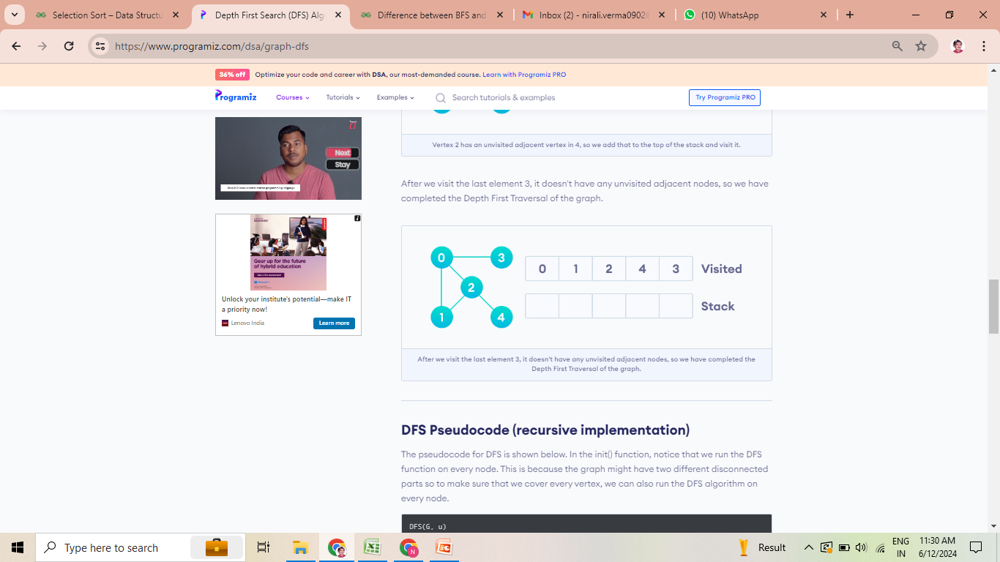 Selection Sort – Data Structu
Depth First Search (DFS) Alg
Difference between BFS and
Inbox (2) - nirali.verma0902@
(10) WhatsApp
https://www.programiz.com/dsa/graph-dfs
36% off Optimize your code and career with DSA, our most-demanded course. Learn with Programiz PRO
Programiz
Courses
Tutorials
Examples
Search tutorials & examples
Try Programiz PRO
Next
Stay
Gear up for the future
of hybrid education
Unlock your institute's potential—make IT
a priority now!
Lenovo India
Learn more
Vertex 2 has an unvisited adjacent vertex in 4, so we add that to the top of the stack and visit it.
After we visit the last element 3, it doesn't have any unvisited adjacent nodes, so we have
completed the Depth First Traversal of the graph.
0 3
2
1 4
0 1 2 4 3 Visited
Stack
After we visit the last element 3, it doesn't have any unvisited adjacent nodes, so we have completed the
Depth First Traversal of the graph.
DFS Pseudocode (recursive implementation)
The pseudocode for DFS is shown below. In the init() function, notice that we run the DFS
function on every node. This is because the graph might have two different disconnected
parts so to make sure that we cover every vertex, we can also run the DFS algorithm on
every node.
DFS(G, u)
Type here to search
Result
ENG
IN
11:30 AM
6/12/2024